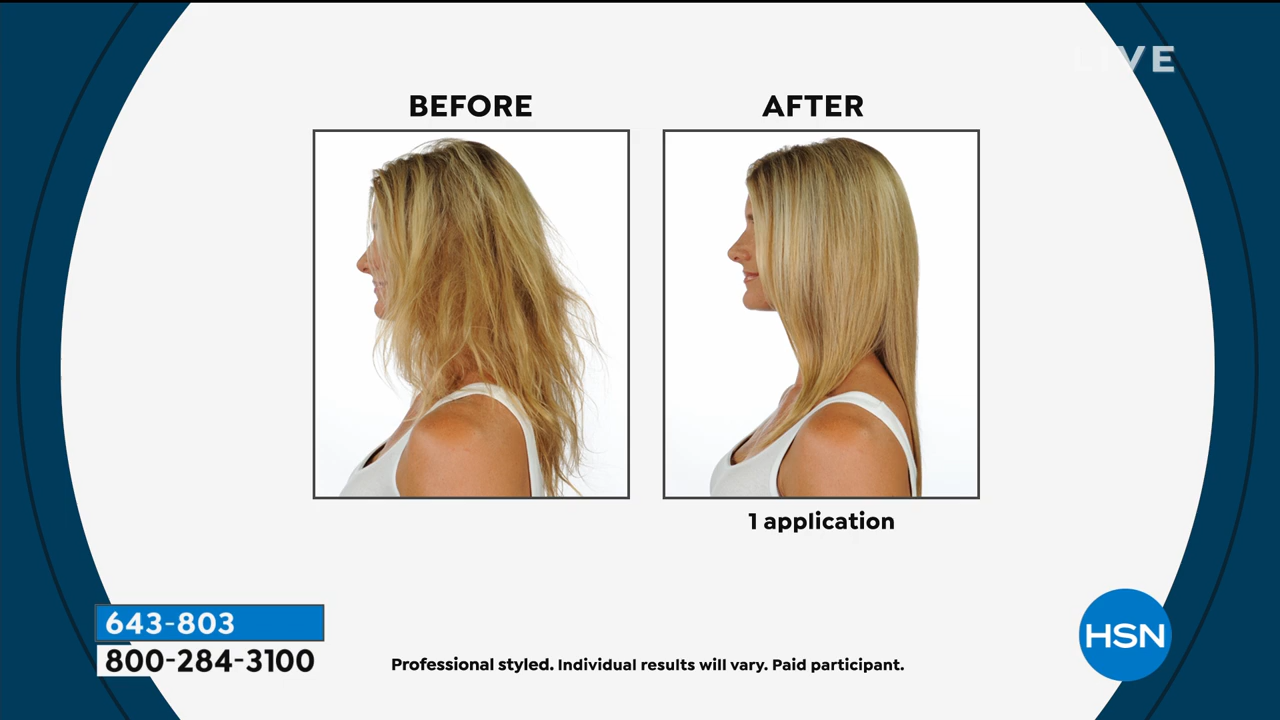 LIVE
BEFORE
AFTER
1 application
643-803
800-284-3100
Professional styled. Individual results will vary. Paid participant.
HSN